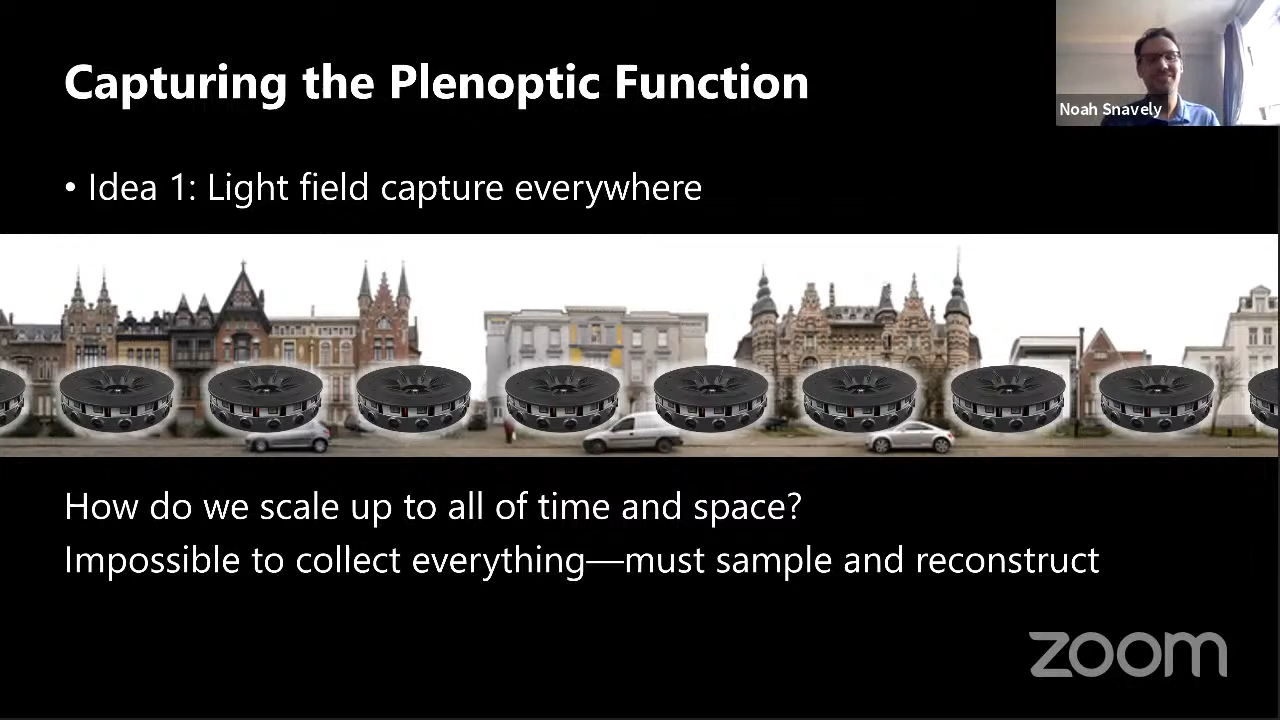 Capturing the Plenoptic Function
Noah Snavely
• Idea 1: Light field capture everywhere
How do we scale up to all of time and space?
Impossible to collect everything—must sample and reconstruct
zoom